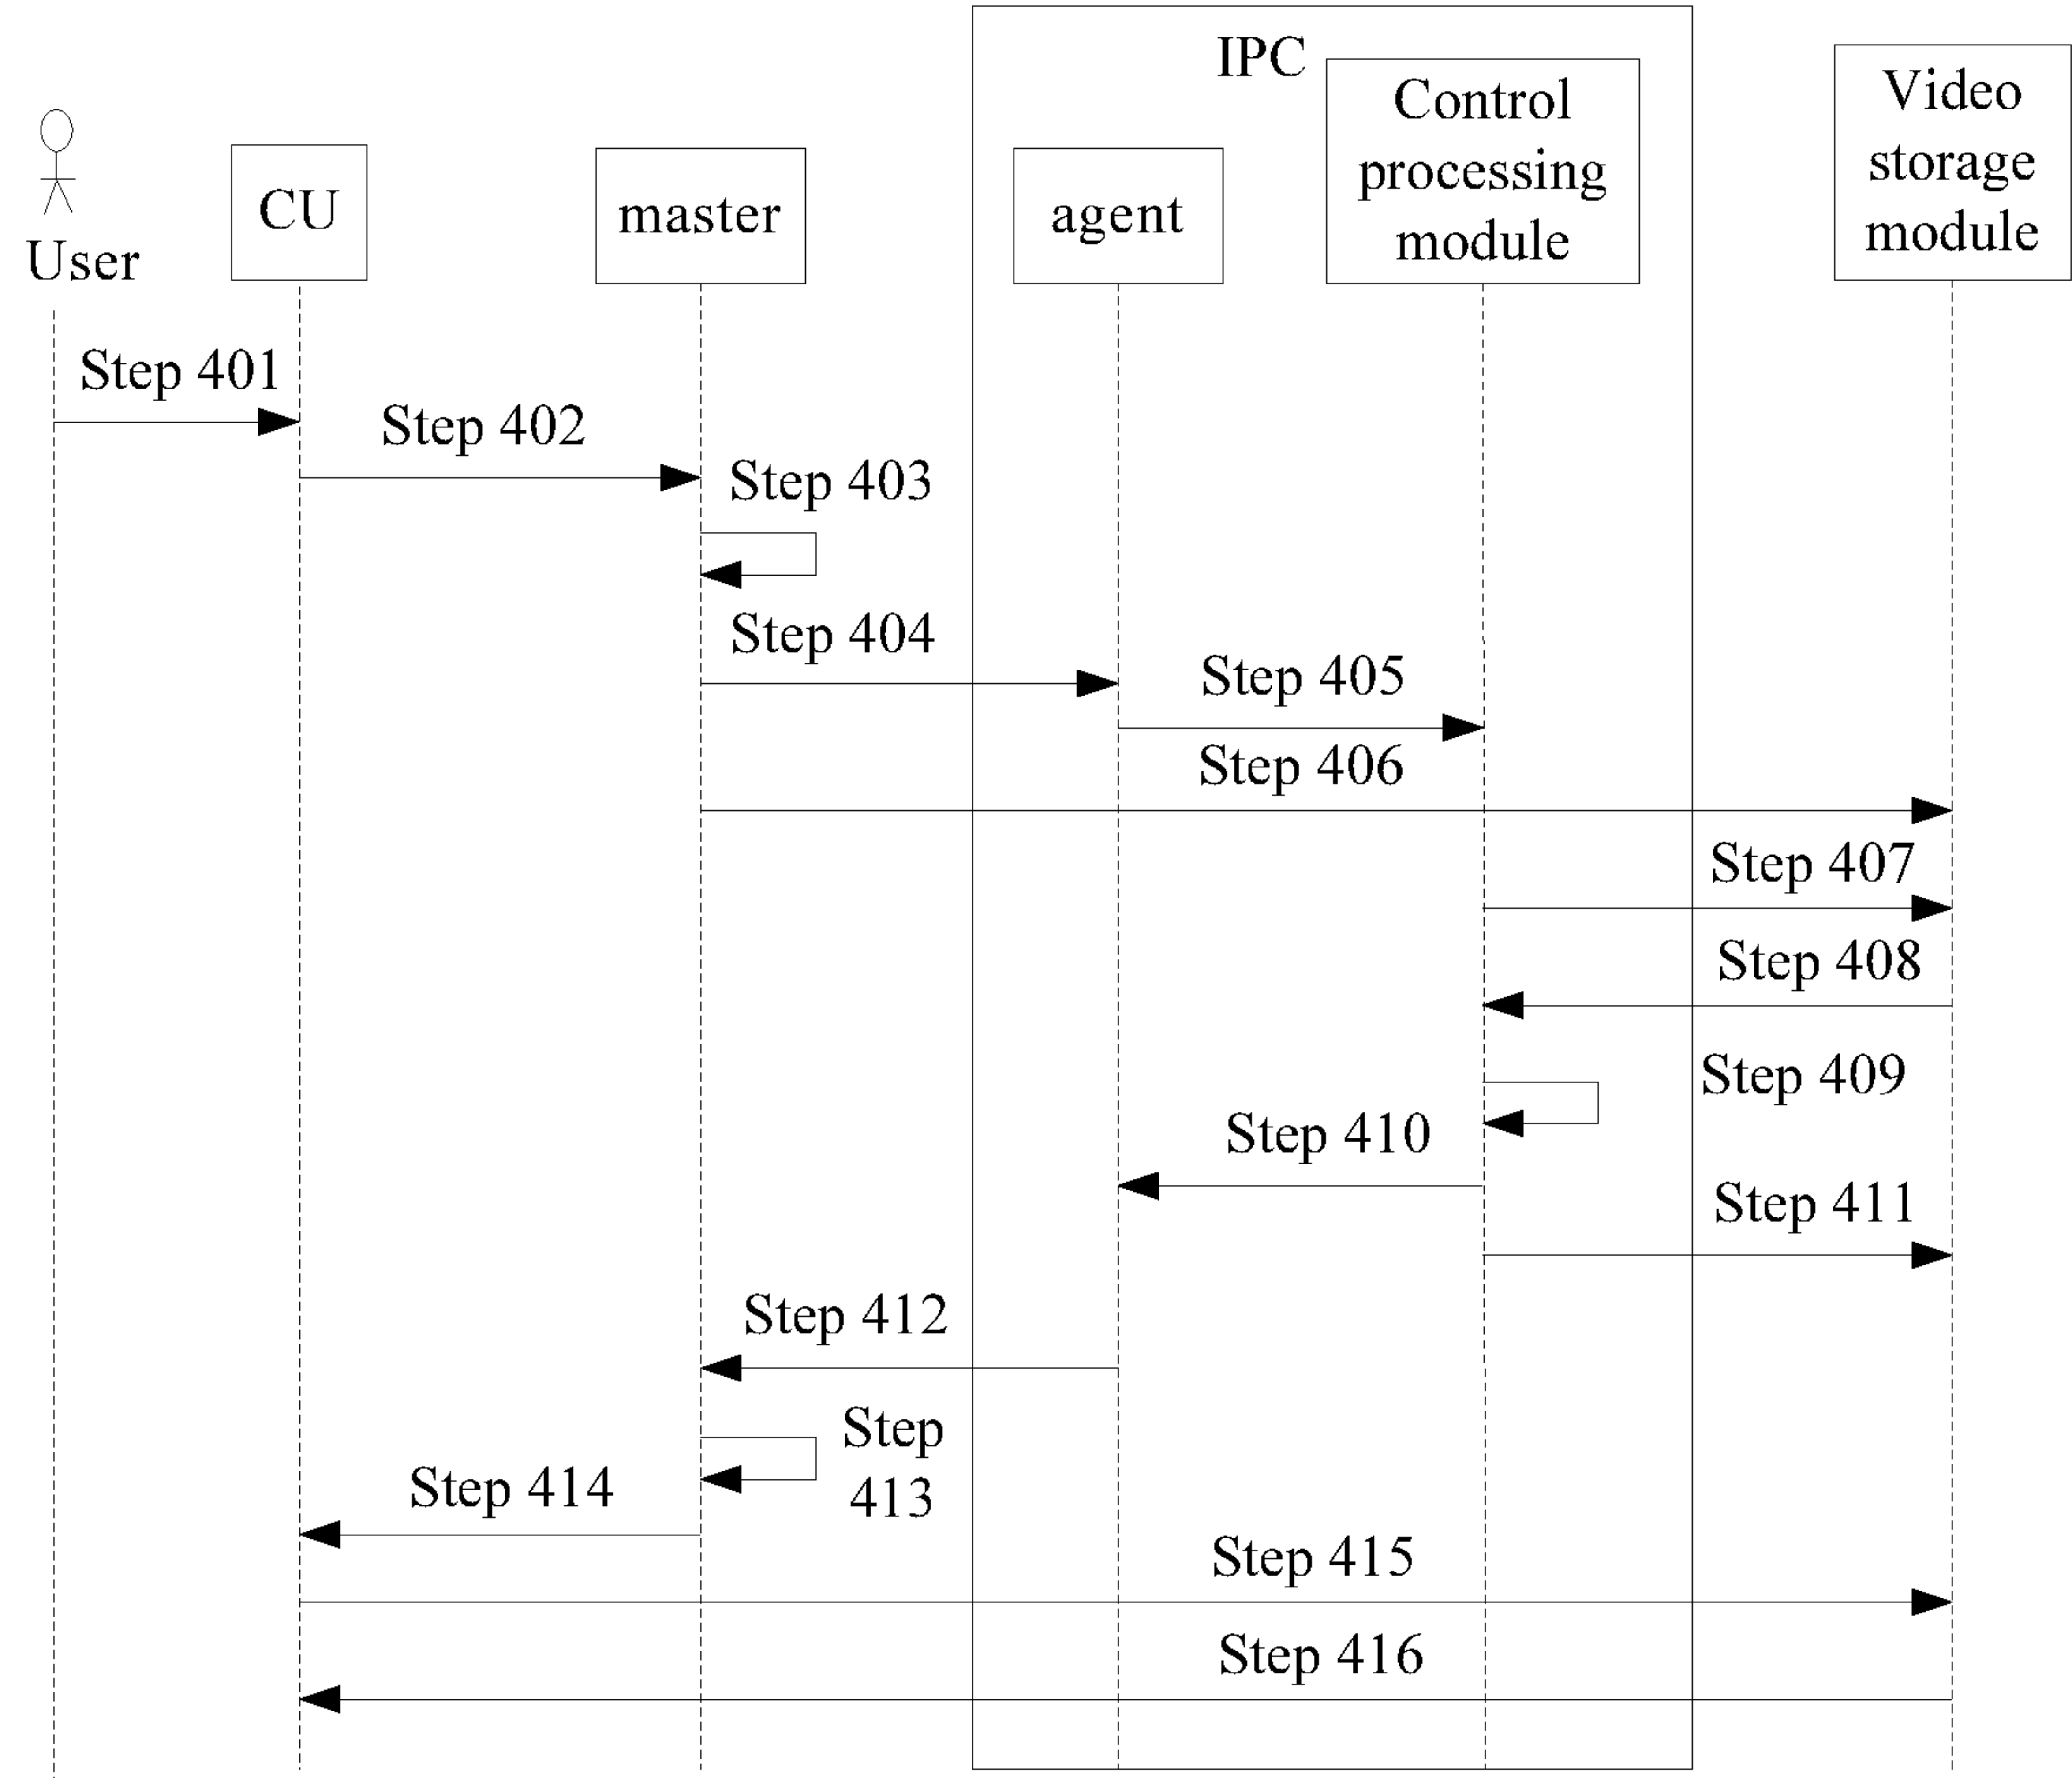 IPC
User
CU
master
agent
Control
processing
module
Video
storage
module
Step 401
Step 402
Step 403
Step 404
Step 405
Step 406
Step 407
Step 408
Step 409
Step 410
Step 411
Step 412
Step
413
Step 414
Step 415
Step 416